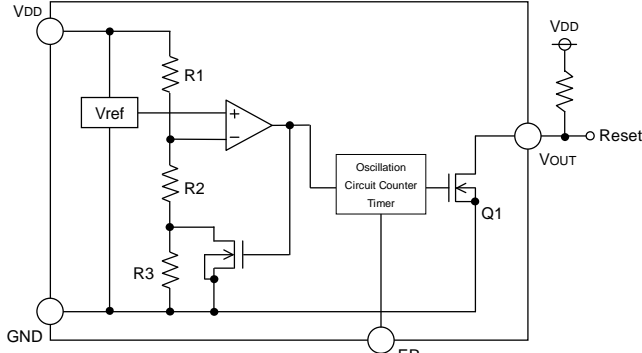 VDD
VDD
R1
Vref
+
−
Reset
VOUT
Oscillation
Circuit Counter
Timer
R2
Q1
R3
GND